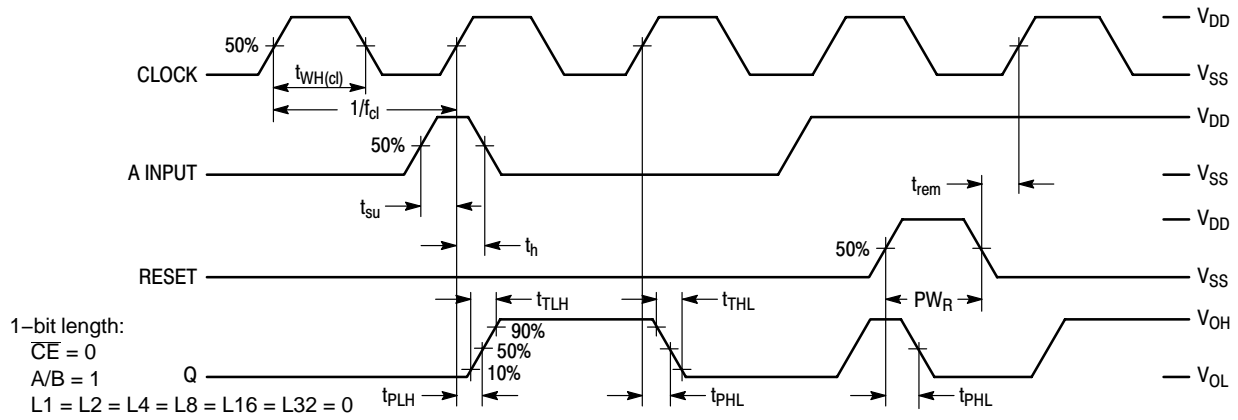 V_DD
50%
CLOCK
t_WH(cl)
V_SS
1/f_cl
V_DD
50%
A INPUT
V_SS
t_su
t_rem
V_DD
t_h
50%
RESET
V_SS
t_TLH
t_THL
PW_R
1–bit length:
V_OH
90%
C̅E̅ = 0
50%
A/B = 1
Q
10%
V_OL
t_PLH
t_PHL
t_PHL
L1 = L2 = L4 = L8 = L16 = L32 = 0